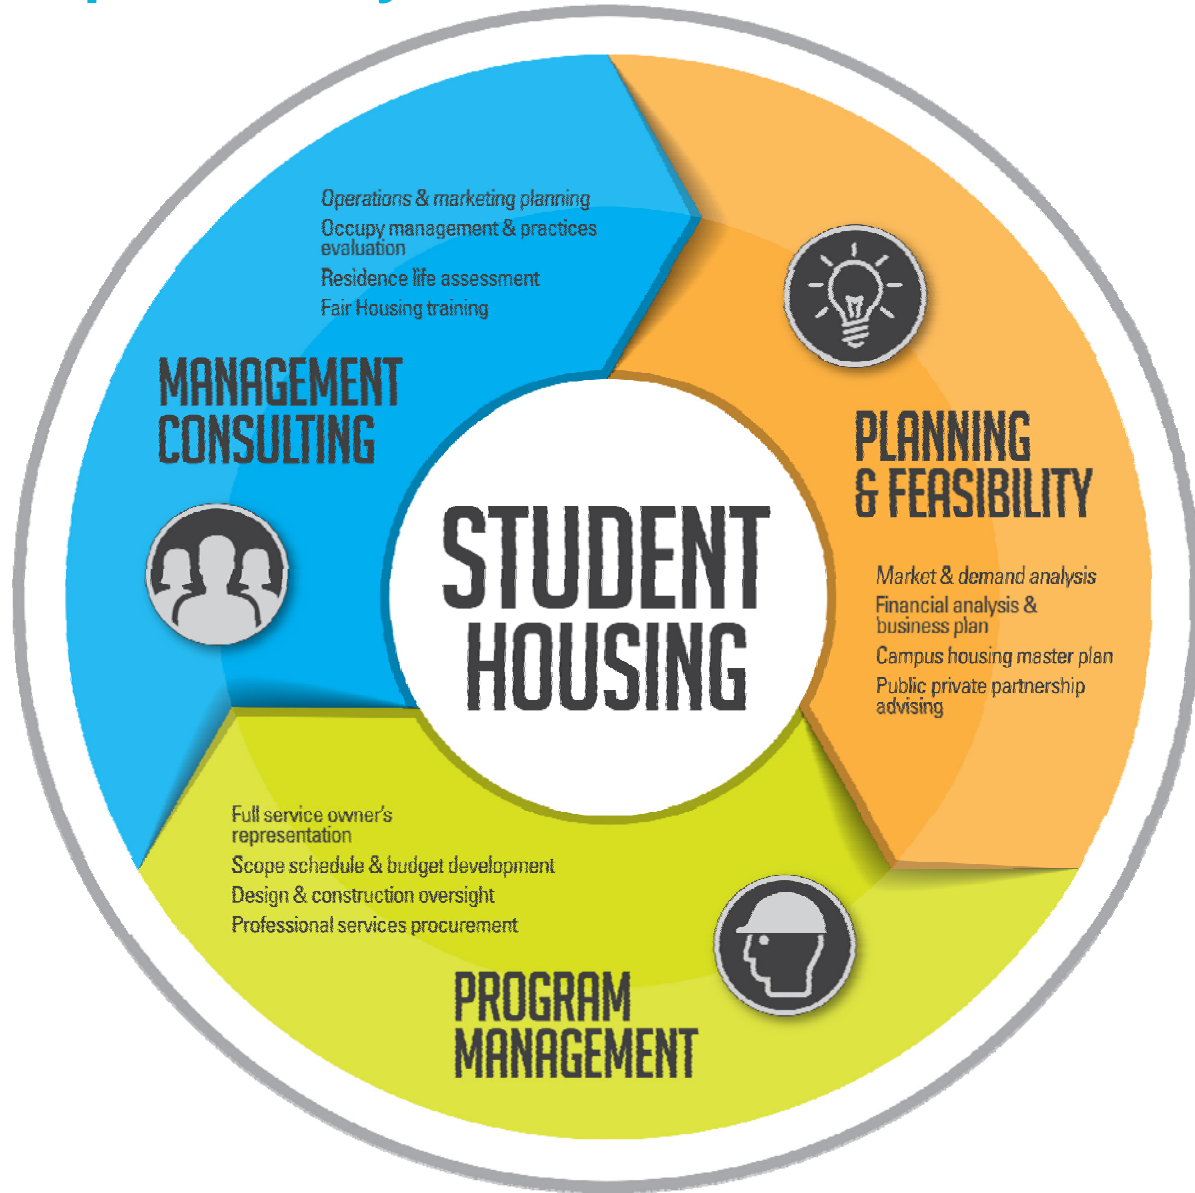 Operations & marketing planning
Occupy management & practices
evaluation
Residence life assessment
Fair Housing training
MANAGEMENT
CONSULTING
PLANNING
& FEASIBILITY
Market & demand analysis
Financial analysis &
business plan
Campus housing master plan
Public private partnership
advising
STUDENT
HOUSING
Full service owner's
representation
Scope schedule & budget development
Design & construction oversight
Professional services procurement
PROGRAM
MANAGEMENT